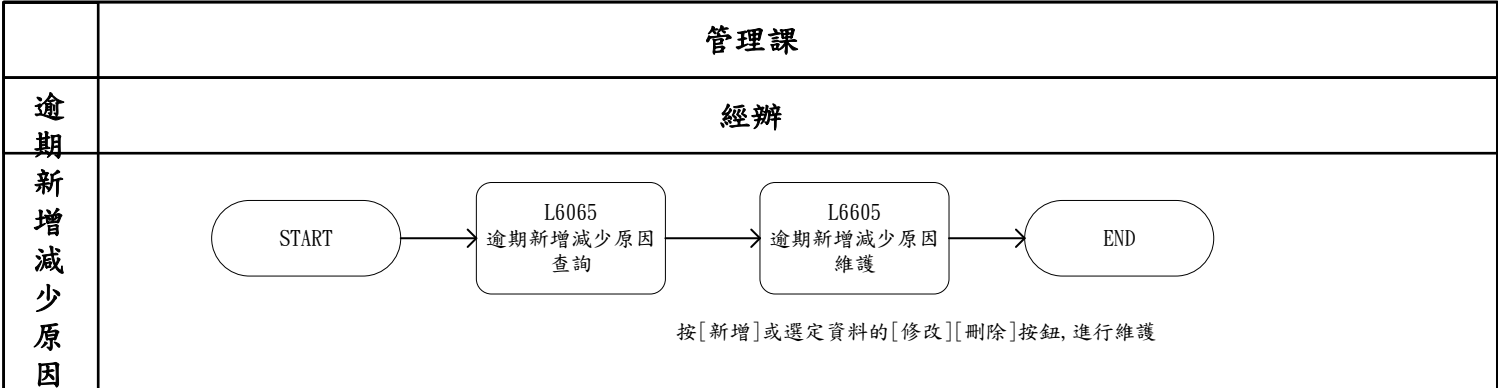 管理課
經辦
逾
期
新
增
減
少
原
因
START
L6065
逾期新增減少原因
查詢
L6605
逾期新增減少原因
維護
END
按[新增]或選定資料的[修改][刪除]按鈕,進行維護